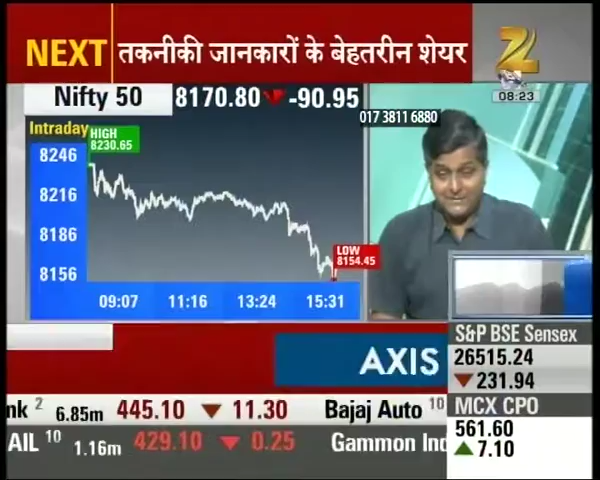 NEXT तकनीकी जानकारों के बेहतरीन शेयर
08:23
Nifty 50 8170.80 -90.95
017 3811 6880
Intraday
HIGH
8230.65
8246
8216
8186
8156
LOW
8154.45
09:07 11:16 13:24 15:31
S&P BSE Sensex
26515.24
231.94
AXIS
nk 2 6.85m 445.10 11.30 Bajaj Auto 10
MCX CPO
561.60
7.10
AIL 10 1.16m 429.10 0.25 Gammon Ind